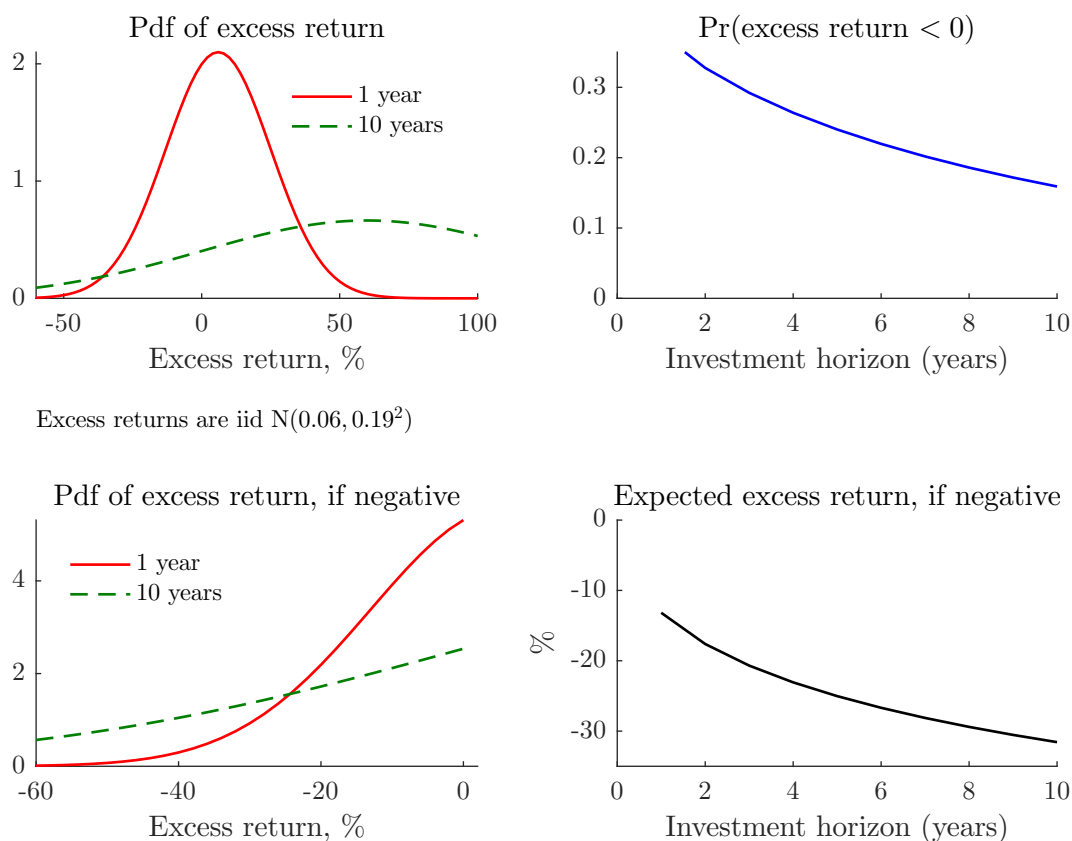 Pdf of excess return
2
1
0
1 year
10 years
-50 0 50 100
Excess return, %
Pr(excess return < 0)
0.3
0.2
0.1
0
0 2 4 6 8 10
Investment horizon (years)
Excess returns are iid N(0.06, 0.19²)
Pdf of excess return, if negative
4
2
0
1 year
10 years
-60 -40 -20 0
Excess return, %
Expected excess return, if negative
0
-10
-20
-30
%
0 2 4 6 8 10
Investment horizon (years)